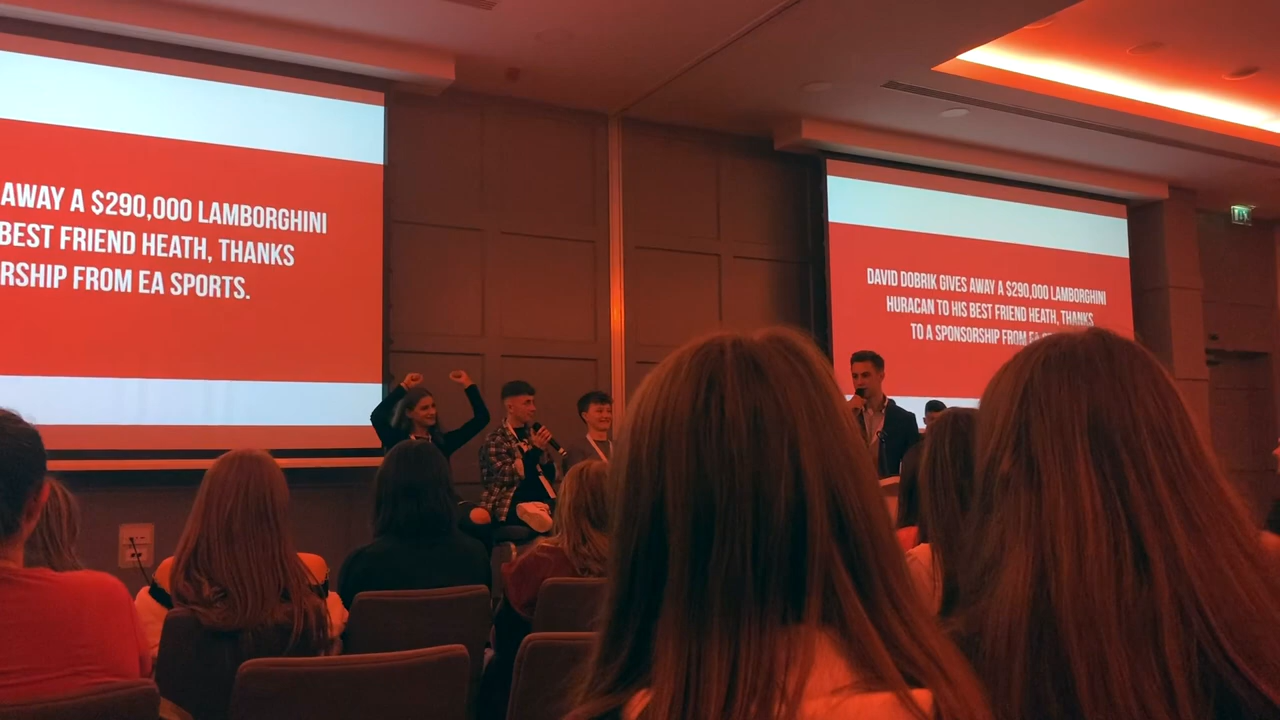 AWAY A $290,000 LAMBORGHINI
BEST FRIEND HEATH, THANKS
RSHIP FROM EA SPORTS.
DAVID DOBRIK GIVES AWAY A $290,000 LAMBORGHINI
HURACAN TO HIS BEST FRIEND HEATH, THANKS
TO A SPONSORSHIP FROM EA